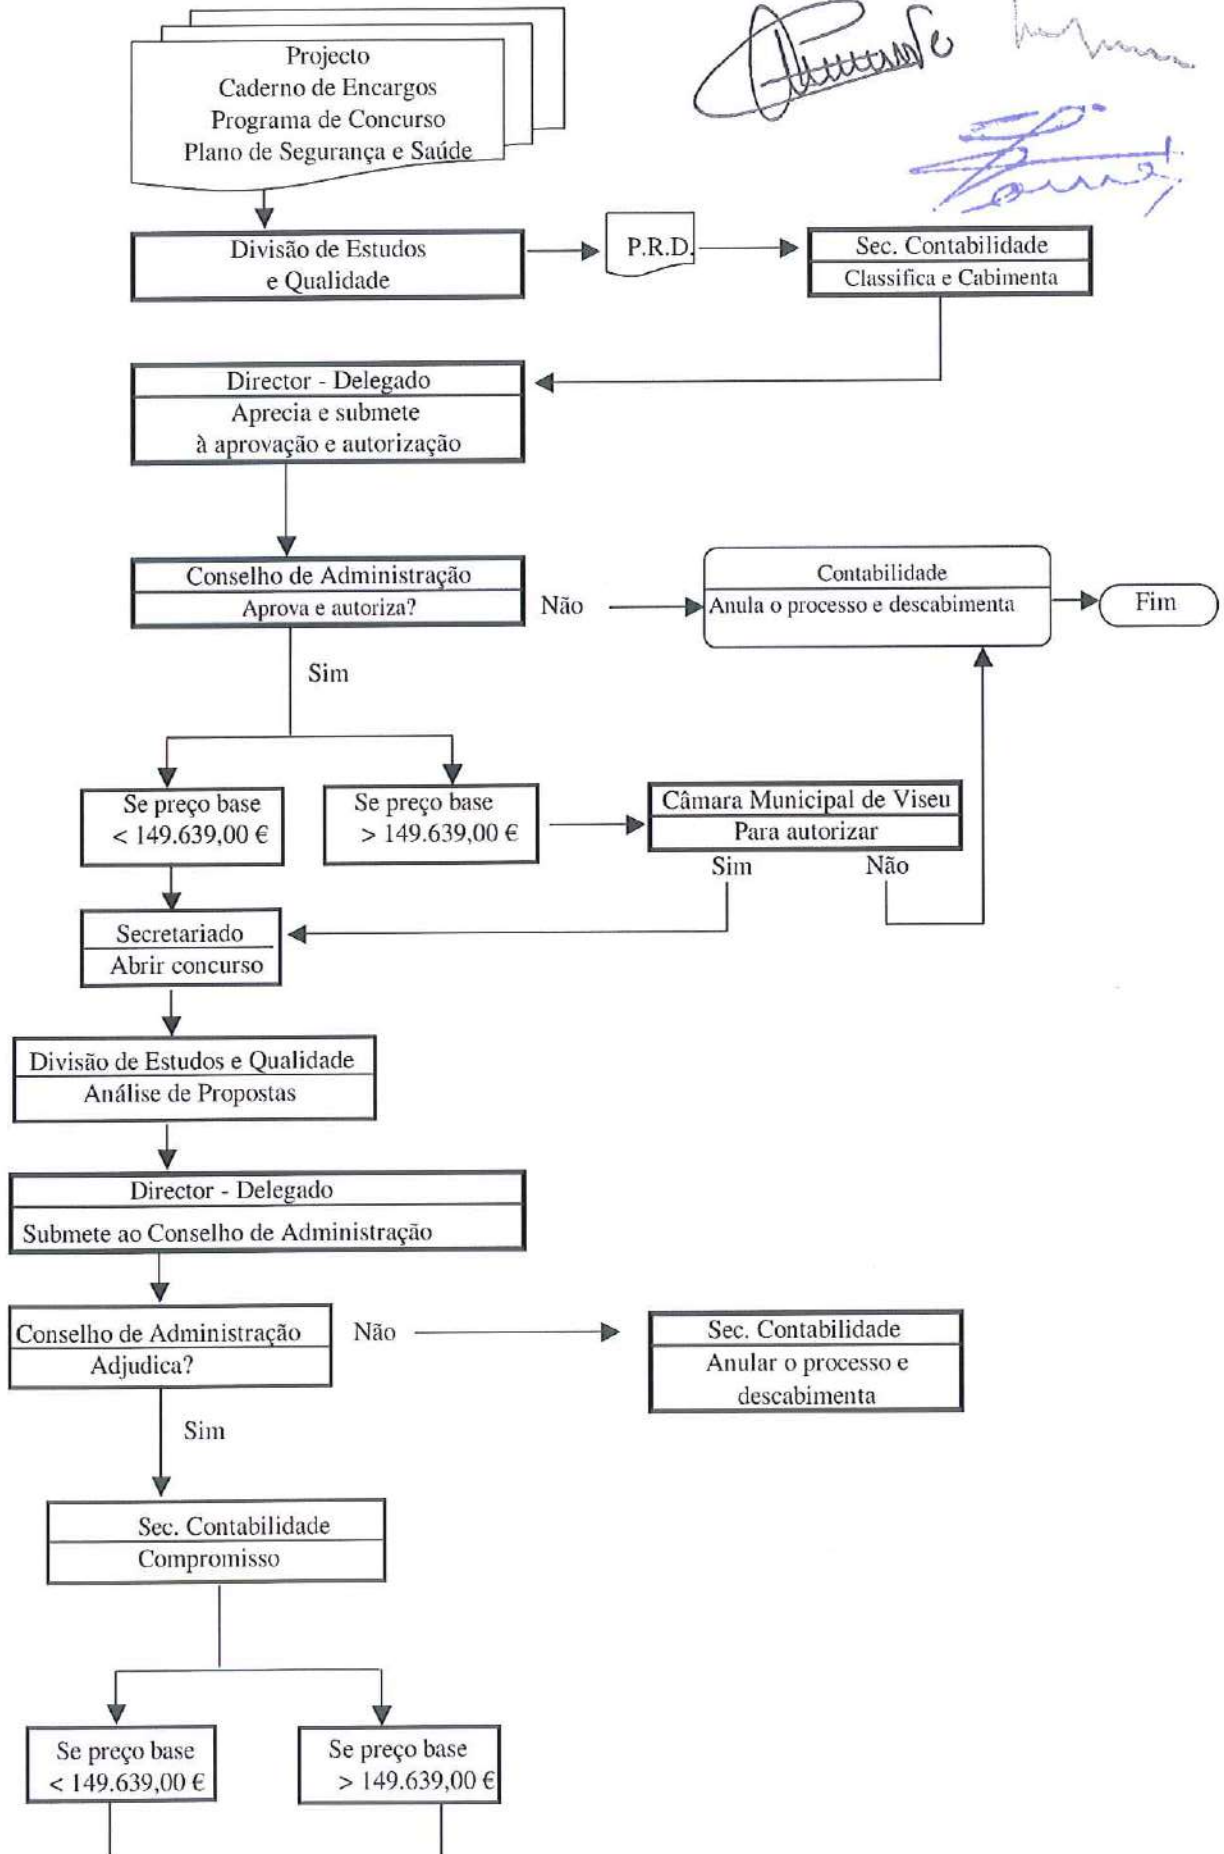 Projecto
Caderno de Encargos
Programa de Concurso
Plano de Segurança e Saúde
Divisão de Estudos
e Qualidade
P.R.D.
Sec. Contabilidade
Classifica e Cabimenta
Director - Delegado
Aprecia e submete
à aprovação e autorização
Conselho de Administração
Aprova e autoriza?
Não
Contabilidade
Anula o processo e descabimenta
Fim
Sim
Se preço base
< 149.639,00 €
Se preço base
> 149.639,00 €
Câmara Municipal de Viseu
Para autorizar
Sim
Não
Secretariado
Abrir concurso
Divisão de Estudos e Qualidade
Análise de Propostas
Director - Delegado
Submete ao Conselho de Administração
Conselho de Administração
Adjudica?
Não
Sec. Contabilidade
Anular o processo e
descabimenta
Sim
Sec. Contabilidade
Compromisso
Se preço base
< 149.639,00 €
Se preço base
> 149.639,00 €